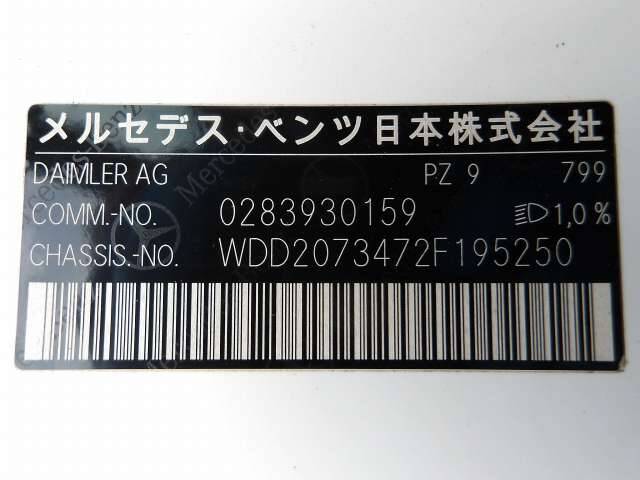 メルセデス・ベンツ日本株式会社
DAIMLER AG PZ 9 799
COMM.-NO. 0283930159 1,0%
CHASSIS.-NO. WDD2073472F195250